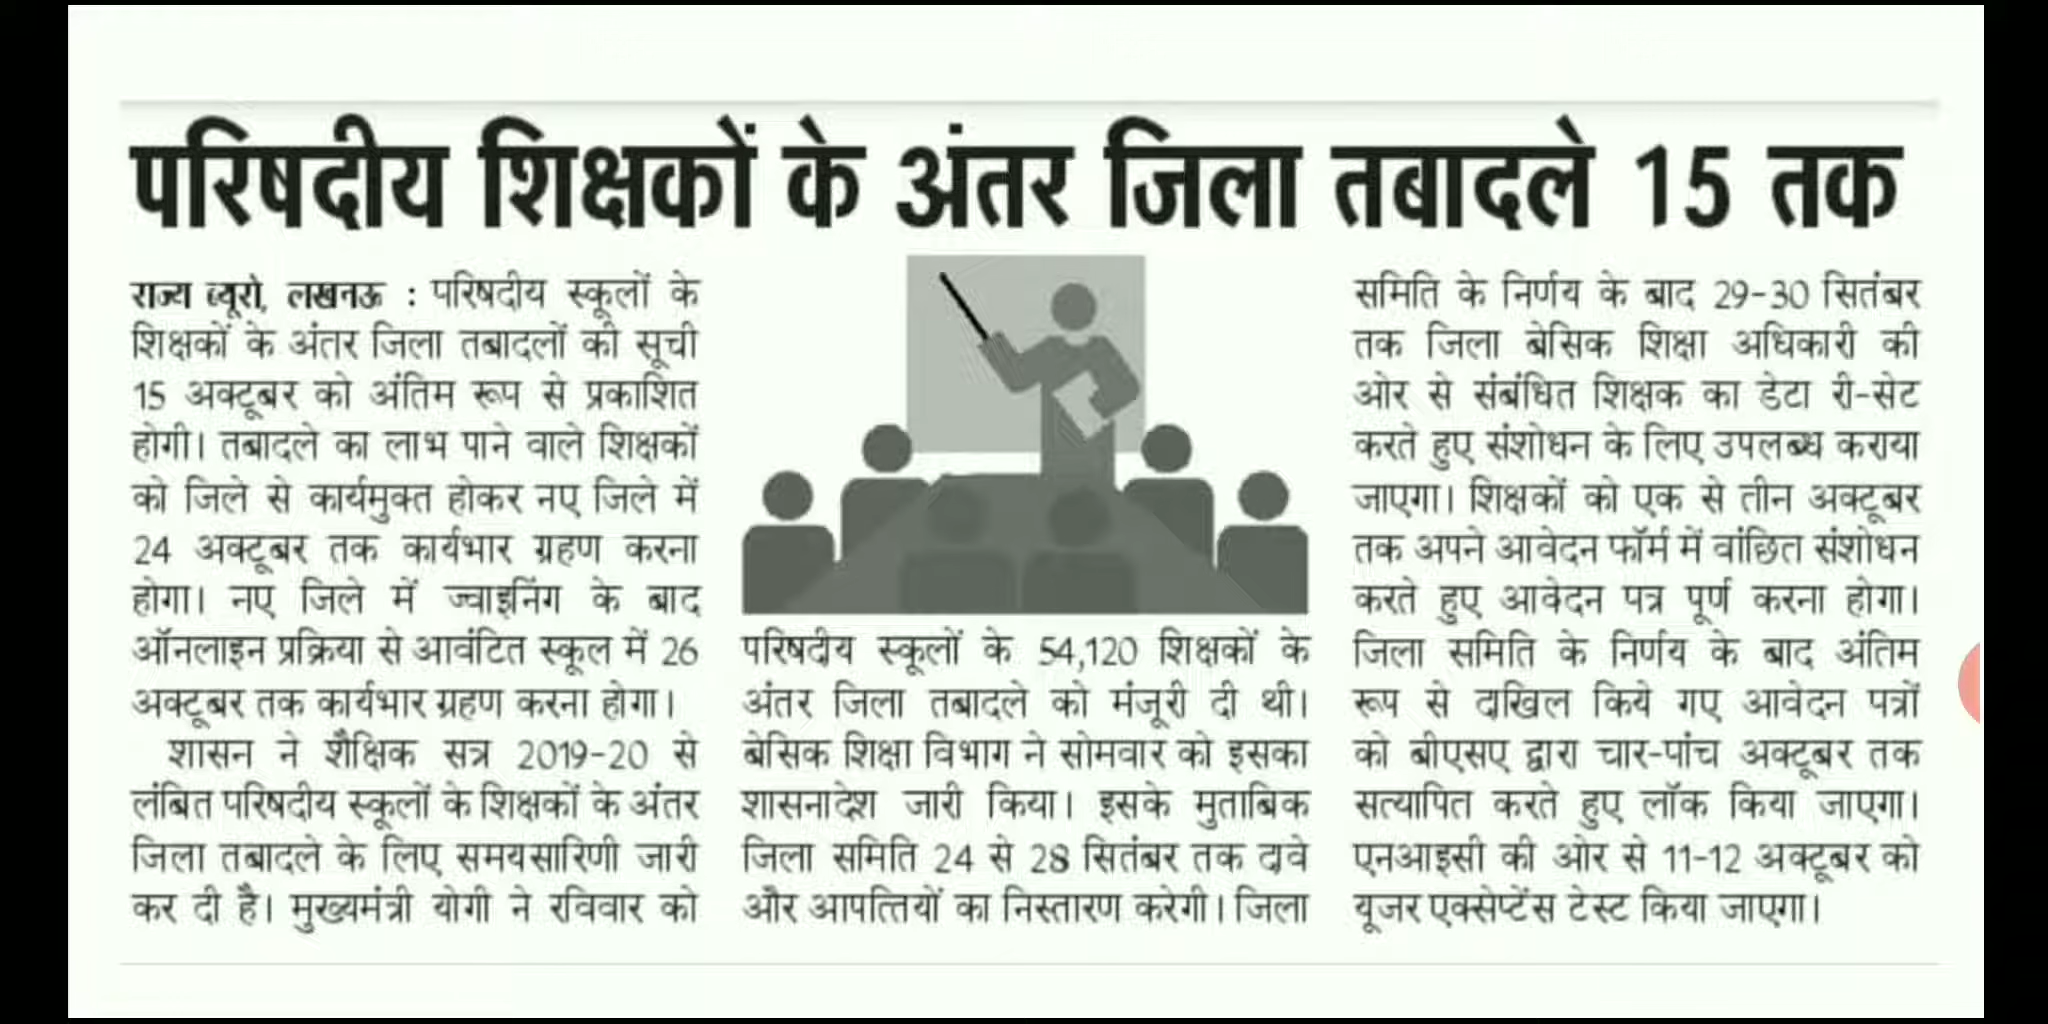 परिषदीय शिक्षकों के अंतर जिला तबादले 15 तक
राज्य ब्यूरो, लखनऊ : परिषदीय स्कूलों के
शिक्षकों के अंतर जिला तबादलों की सूची
15 अक्टूबर को अंतिम रूप से प्रकाशित
होगी। तबादले का लाभ पाने वाले शिक्षकों
को जिले से कार्यमुक्त होकर नए जिले में
24 अक्टूबर तक कार्यभार ग्रहण करना
होगा। नए जिले में ज्वाइनिंग के बाद
ऑनलाइन प्रक्रिया से आवंटित स्कूल में 26
अक्टूबर तक कार्यभार ग्रहण करना होगा।
शासन ने शैक्षिक सत्र 2019-20 से
लंबित परिषदीय स्कूलों के शिक्षकों के अंतर
जिला तबादले के लिए समयसारिणी जारी
कर दी है। मुख्यमंत्री योगी ने रविवार को
परिषदीय स्कूलों के 54,120 शिक्षकों के
अंतर जिला तबादले को मंजूरी दी थी।
बेसिक शिक्षा विभाग ने सोमवार को इसका
शासनादेश जारी किया। इसके मुताबिक
जिला समिति 24 से 28 सितंबर तक दावे
और आपत्तियों का निस्तारण करेगी। जिला
समिति के निर्णय के बाद 29-30 सितंबर
तक जिला बेसिक शिक्षा अधिकारी की
ओर से संबंधित शिक्षक का डेटा री-सेट
करते हुए संशोधन के लिए उपलब्ध कराया
जाएगा। शिक्षकों को एक से तीन अक्टूबर
तक अपने आवेदन फॉर्म में वांछित संशोधन
करते हुए आवेदन पत्र पूर्ण करना होगा।
जिला समिति के निर्णय के बाद अंतिम
रूप से दाखिल किये गए आवेदन पत्रों
को बीएसए द्वारा चार-पांच अक्टूबर तक
सत्यापित करते हुए लॉक किया जाएगा।
एनआइसी की ओर से 11-12 अक्टूबर को
यूजर एक्सेप्टेंस टेस्ट किया जाएगा।